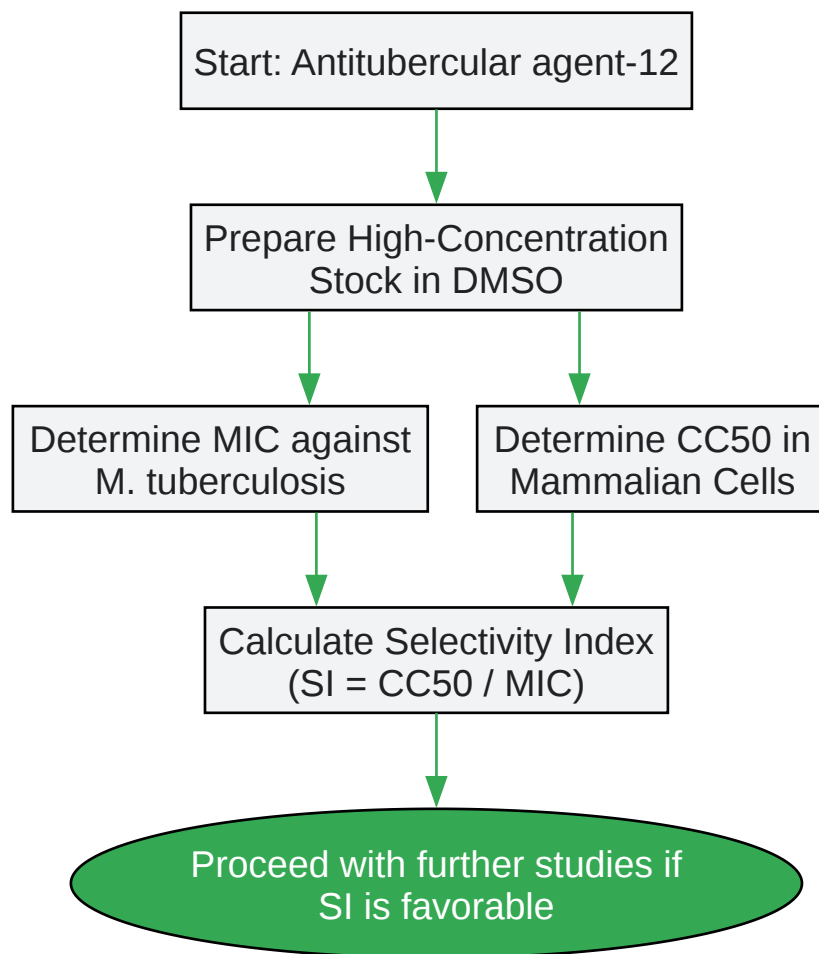 Start: Antitubercular agent-12
Prepare High-Concentration
Stock in DMSO
Determine MIC against
M. tuberculosis
Determine CC50 in
Mammalian Cells
Calculate Selectivity Index
(SI = CC50 / MIC)
Proceed with further studies if
SI is favorable